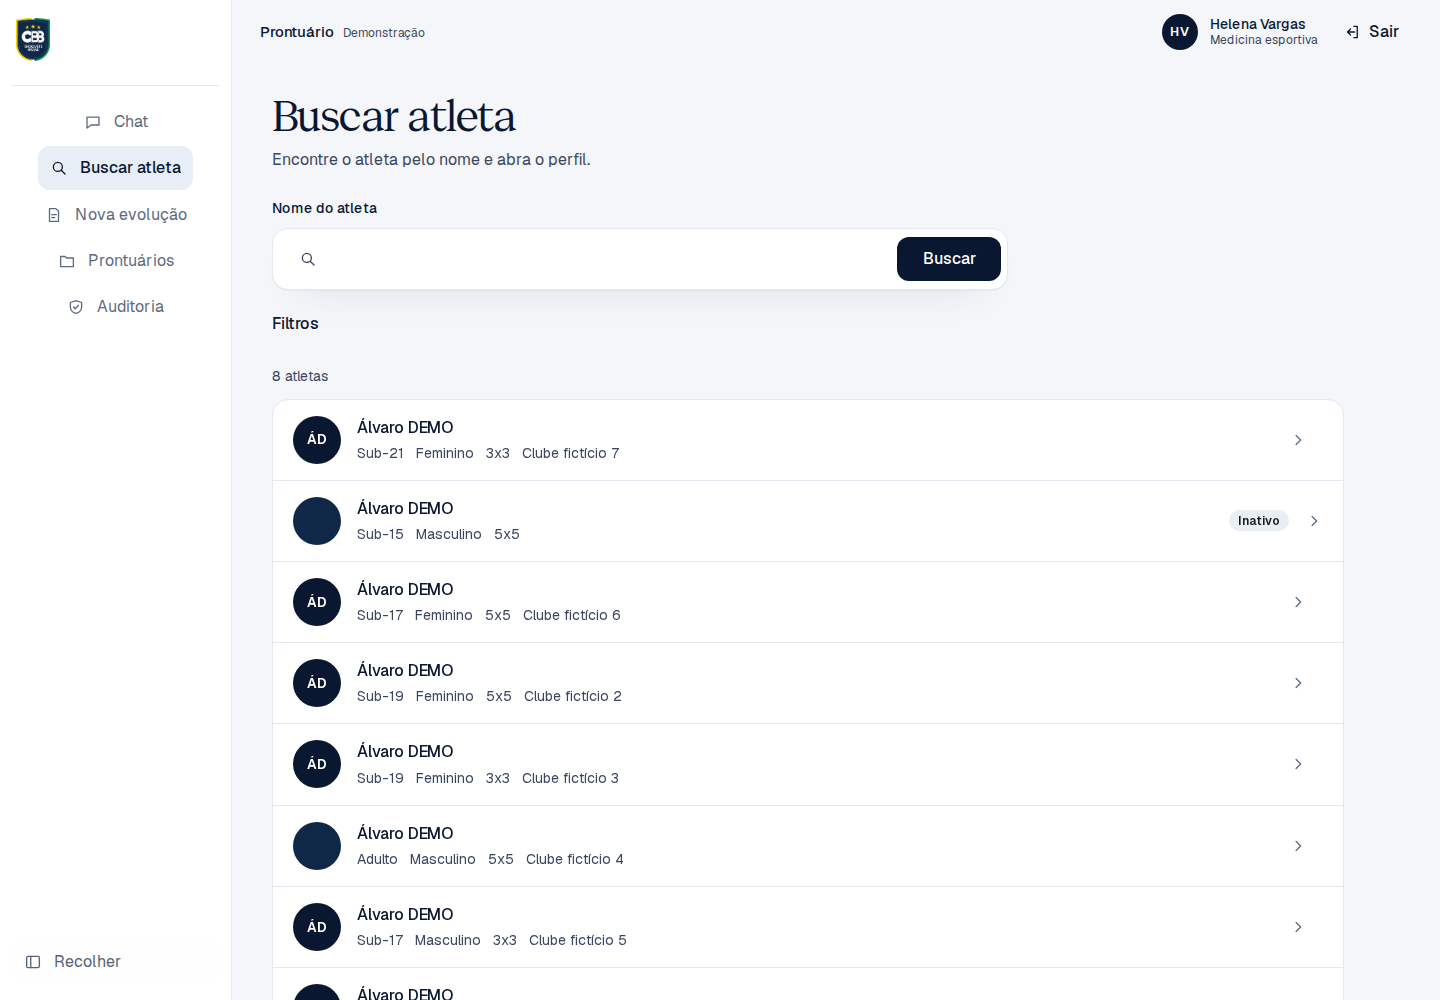 CBB
Prontuário Demonstração
HV
Helena Vargas
Medicina esportiva
Sair
Chat
Buscar atleta
Nova evolução
Prontuários
Auditoria
Recolher
Buscar atleta
Encontre o atleta pelo nome e abra o perfil.
Nome do atleta
Buscar
Filtros
8 atletas
ÁD
Álvaro DEMO
Sub-21 Feminino 3x3 Clube fictício 7
Álvaro DEMO
Sub-15 Masculino 5x5
Inativo
ÁD
Álvaro DEMO
Sub-17 Feminino 5x5 Clube fictício 6
ÁD
Álvaro DEMO
Sub-19 Feminino 5x5 Clube fictício 2
ÁD
Álvaro DEMO
Sub-19 Feminino 3x3 Clube fictício 3
Álvaro DEMO
Adulto Masculino 5x5 Clube fictício 4
ÁD
Álvaro DEMO
Sub-17 Masculino 3x3 Clube fictício 5
Álvaro DEMO